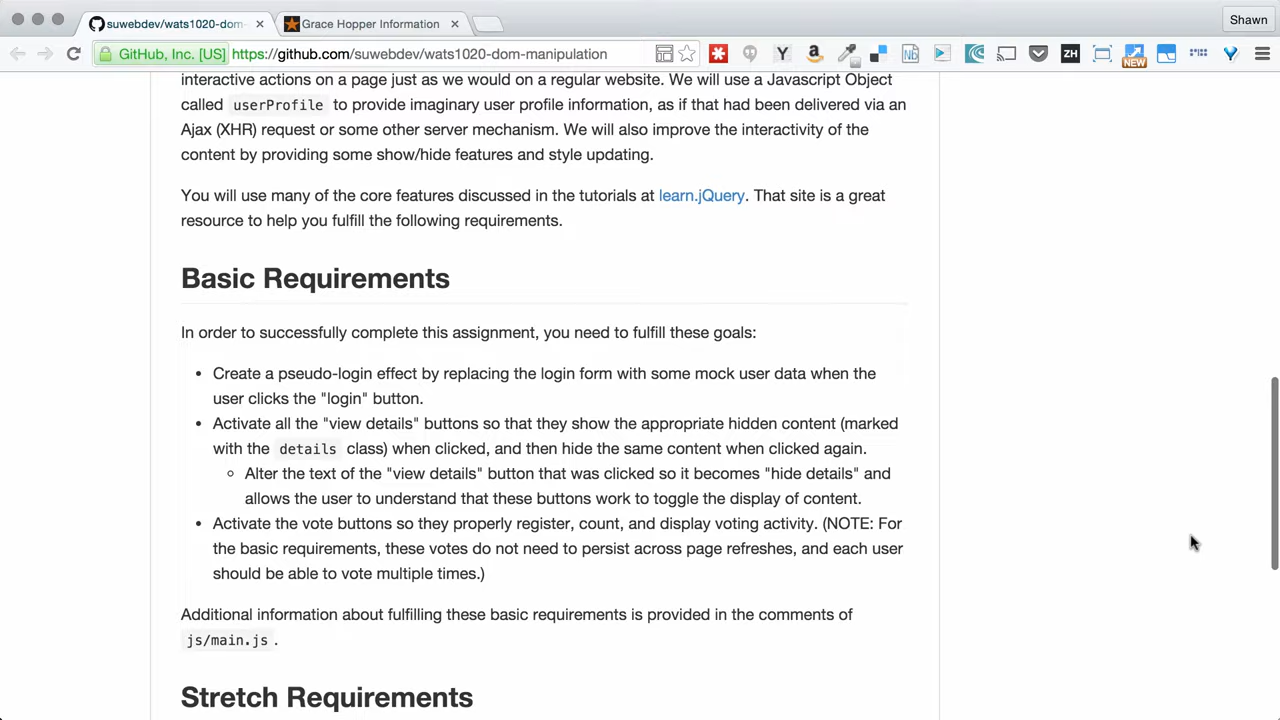 suwebdev/wats1020-dom-
Grace Hopper Information
Shawn
GitHub, Inc. [US] https://github.com/suwebdev/wats1020-dom-manipulation
interactive actions on a page just as we would on a regular website. We will use a Javascript Object
called userProfile to provide imaginary user profile information, as if that had been delivered via an
Ajax (XHR) request or some other server mechanism. We will also improve the interactivity of the
content by providing some show/hide features and style updating.
You will use many of the core features discussed in the tutorials at learn.jQuery. That site is a great
resource to help you fulfill the following requirements.
Basic Requirements
In order to successfully complete this assignment, you need to fulfill these goals:
• Create a pseudo-login effect by replacing the login form with some mock user data when the
user clicks the "login" button.
• Activate all the "view details" buttons so that they show the appropriate hidden content (marked
with the details class) when clicked, and then hide the same content when clicked again.
◦ Alter the text of the "view details" button that was clicked so it becomes "hide details" and
allows the user to understand that these buttons work to toggle the display of content.
• Activate the vote buttons so they properly register, count, and display voting activity. (NOTE: For
the basic requirements, these votes do not need to persist across page refreshes, and each user
should be able to vote multiple times.)
Additional information about fulfilling these basic requirements is provided in the comments of
js/main.js .
Stretch Requirements